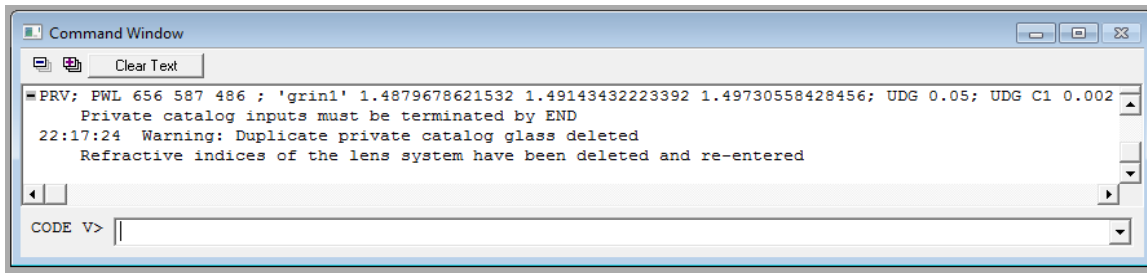 Command Window
Clear Text
PRV; PWL 656 587 486 ; 'grin1' 1.4879678621532 1.49143432223392 1.49730558428456; UDG 0.05; UDG C1 0.002
Private catalog inputs must be terminated by END
22:17:24 Warning: Duplicate private catalog glass deleted
Refractive indices of the lens system have been deleted and re-entered
CODE V>